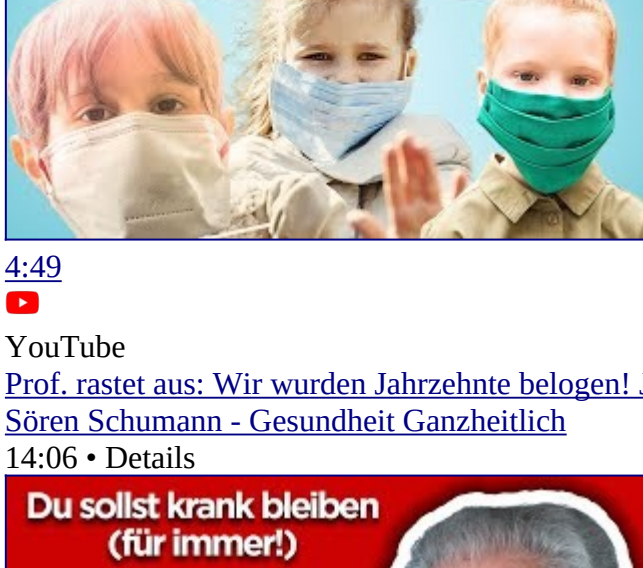 4:49
YouTube
Prof. rastet aus: Wir wurden Jahrzehnte belogen!
Sören Schumann - Gesundheit Ganzheitlich
14:06 • Details
Du sollst krank bleiben
(für immer!)